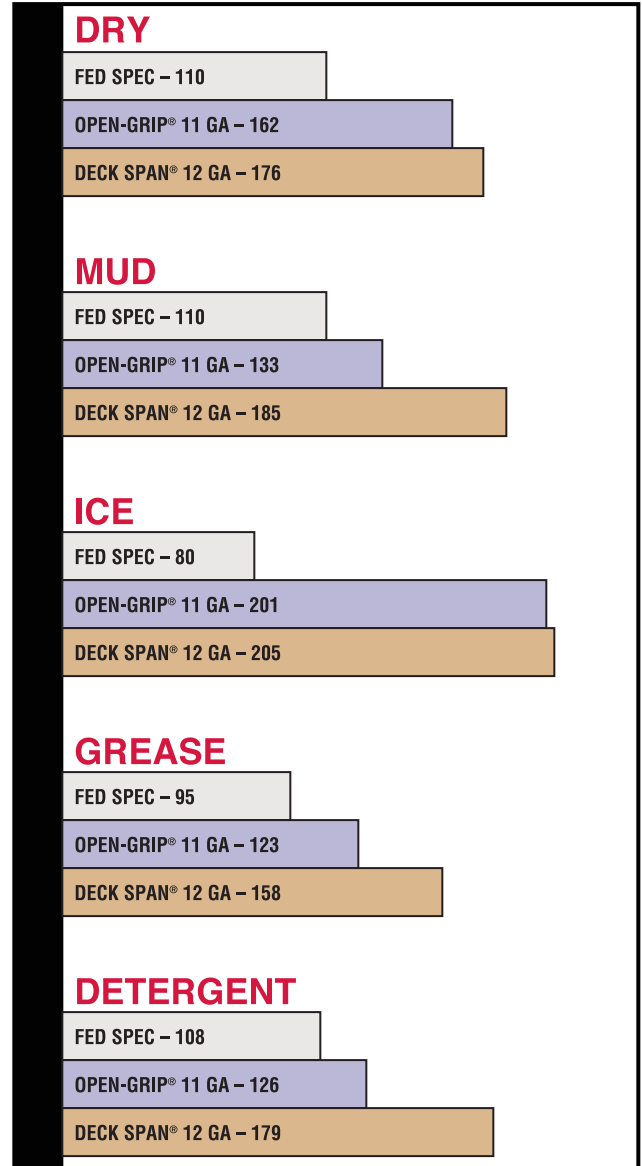 DRY
FED SPEC – 110
OPEN-GRIP® 11 GA – 162
DECK SPAN® 12 GA – 176
MUD
FED SPEC – 110
OPEN-GRIP® 11 GA – 133
DECK SPAN® 12 GA – 185
ICE
FED SPEC – 80
OPEN-GRIP® 11 GA – 201
DECK SPAN® 12 GA – 205
GREASE
FED SPEC – 95
OPEN-GRIP® 11 GA – 123
DECK SPAN® 12 GA – 158
DETERGENT
FED SPEC – 108
OPEN-GRIP® 11 GA – 126
DECK SPAN® 12 GA – 179